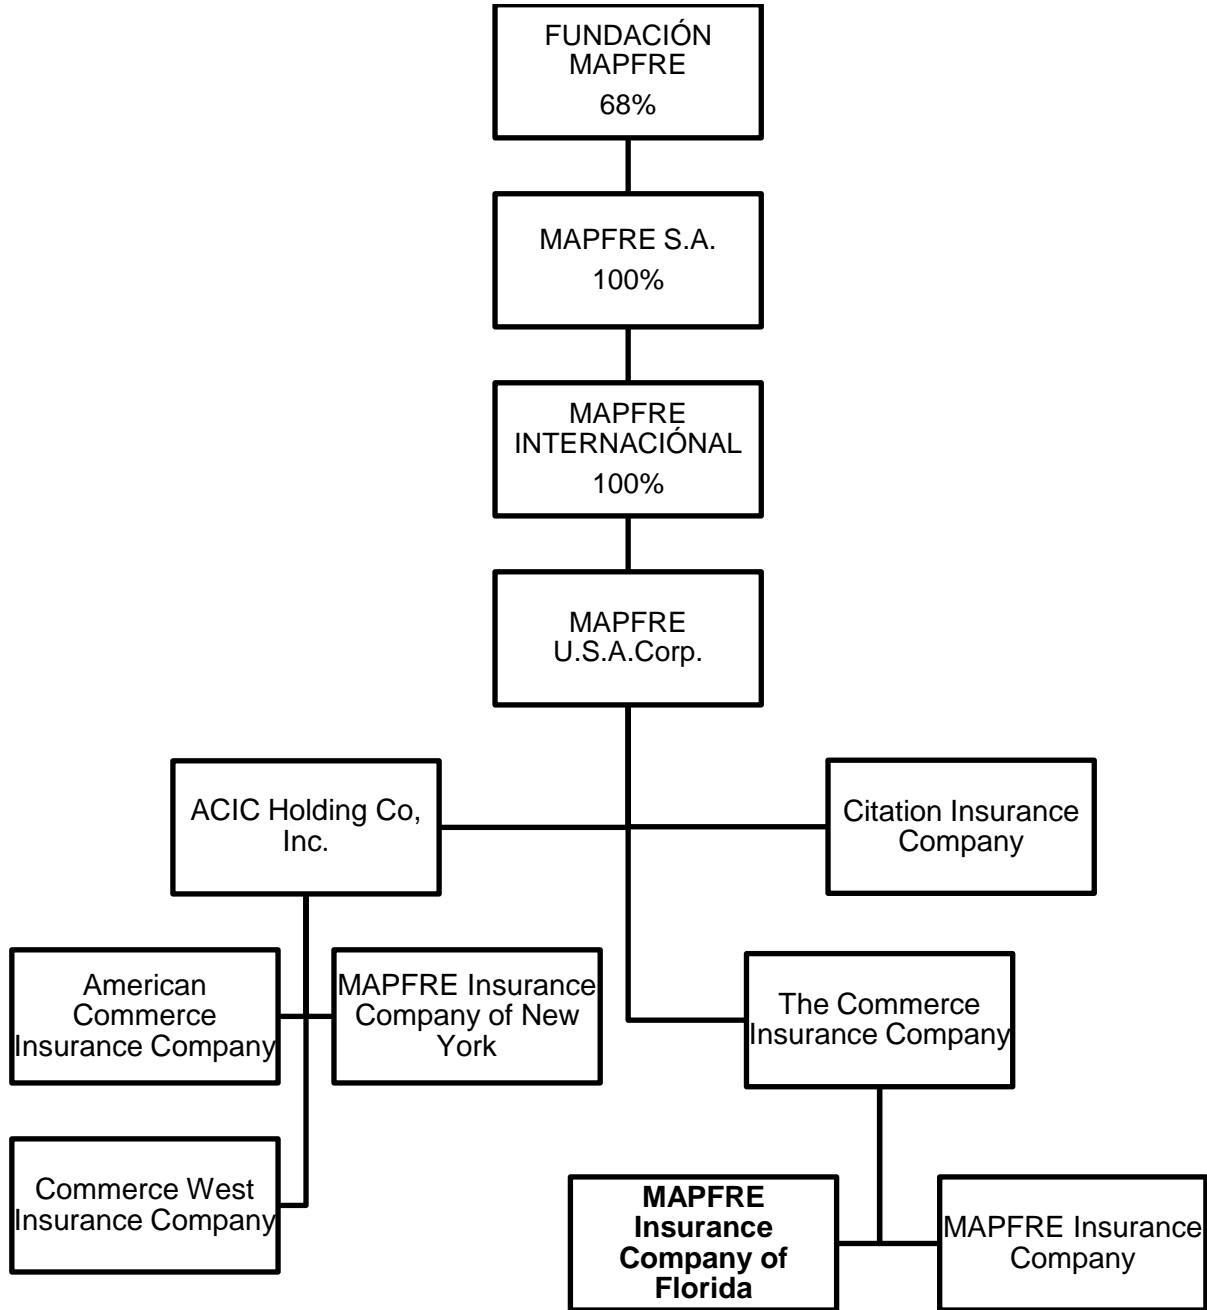 FUNDACIÓN
MAPFRE
68%
MAPFRE S.A.
100%
MAPFRE
INTERNACIÓNAL
100%
MAPFRE
U.S.A.Corp.
ACIC Holding Co,
Inc.
Citation Insurance
Company
American
Commerce
Insurance Company
MAPFRE Insurance
Company of New
York
The Commerce
Insurance Company
Commerce West
Insurance Company
MAPFRE
Insurance
Company of
Florida
MAPFRE Insurance
Company